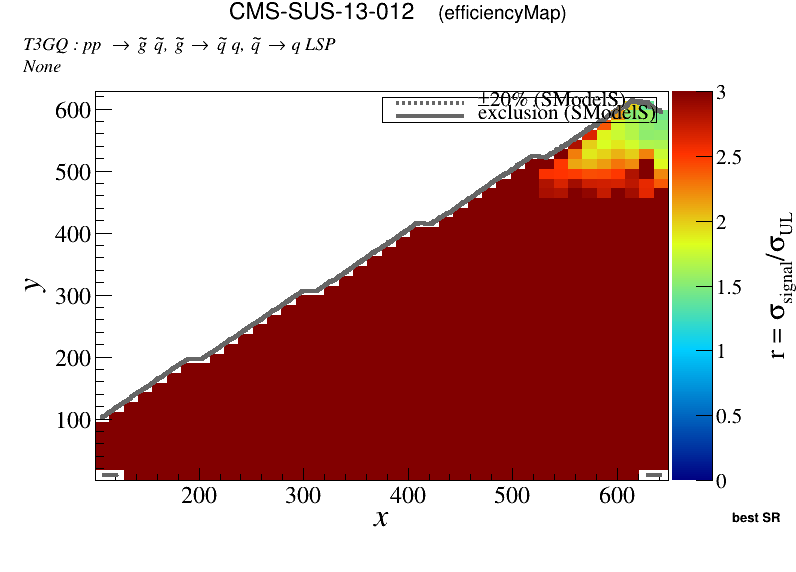 CMS-SUS-13-012 (efficiencyMap)
T3GQ : pp → g̃ q̃, g̃ → q̃ q, q̃ → q LSP
None
±20% (SModelS)
exclusion (SModelS)
600
500
400
300
200
100
y
200 300 400 500 600
x
3
2.5
2
1.5
1
0.5
0
r = σsignal/σUL
best SR